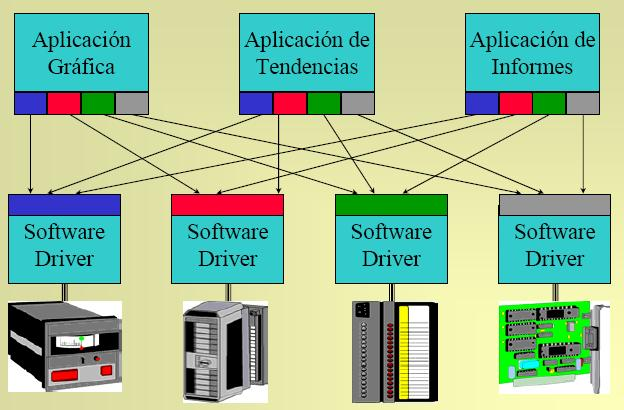 Aplicación
Gráfica
Aplicación de
Tendencias
Aplicación de
Informes
Software
Driver
Software
Driver
Software
Driver
Software
Driver